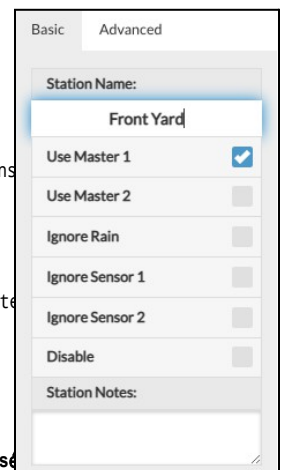 Basic Advanced
Station Name:
Front Yard
Use Master 1
Use Master 2
Ignore Rain
Ignore Sensor 1
Ignore Sensor 2
Disable
Station Notes: